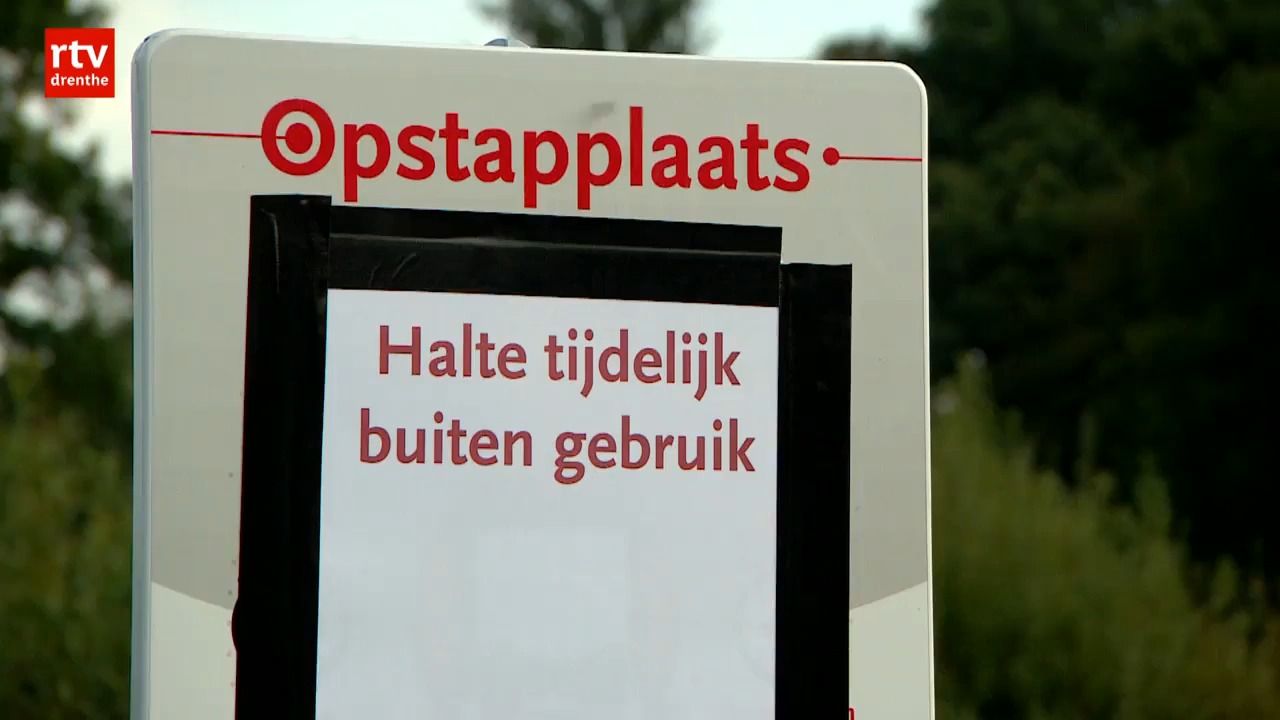 rtv
drenthe
Opstapplaats
Halte tijdelijk
buiten gebruik